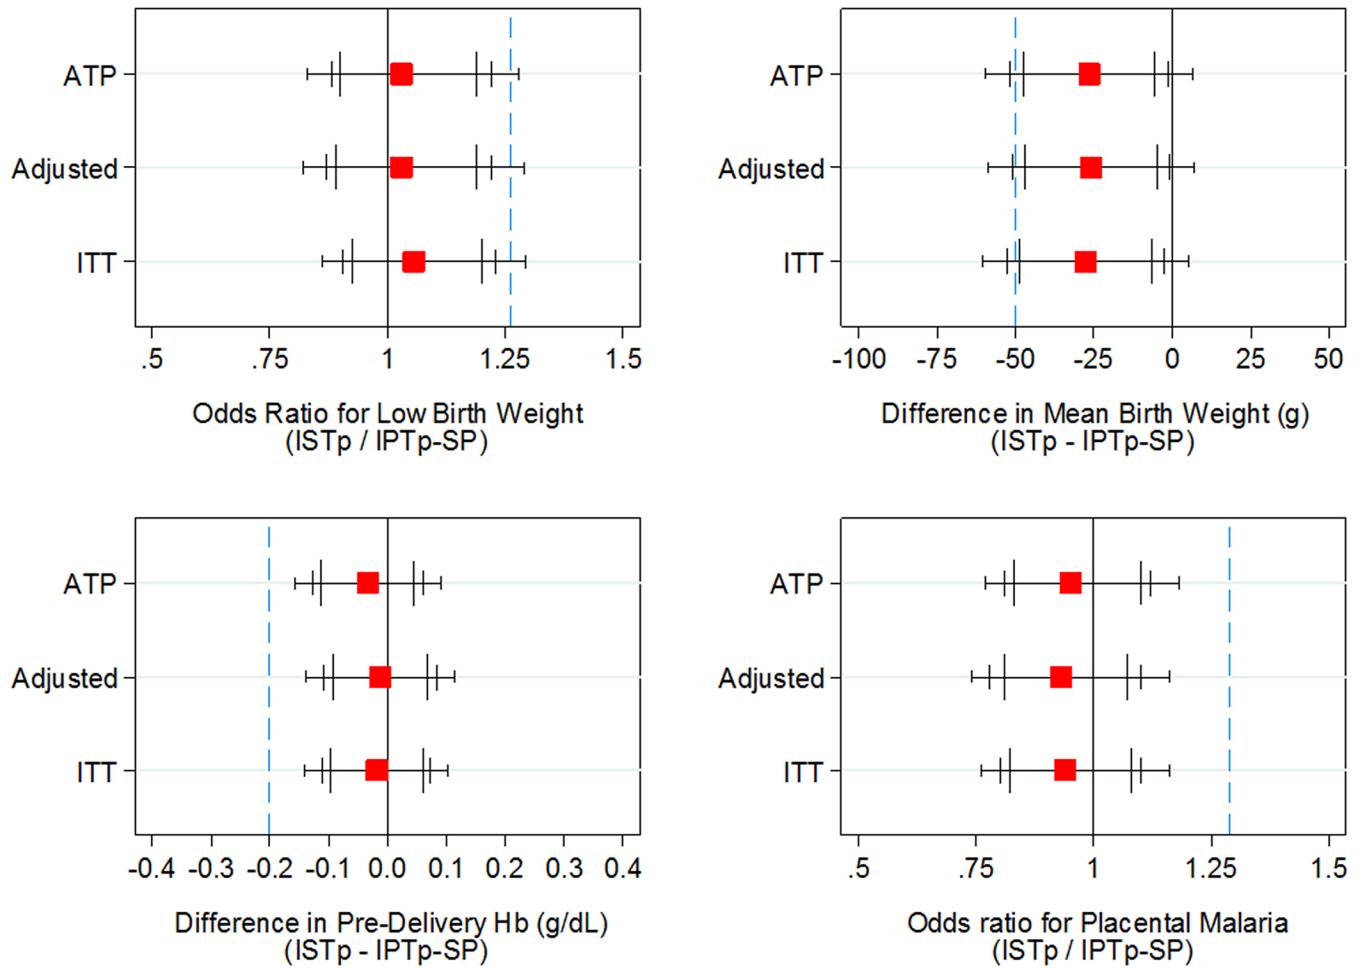 ATP
Adjusted
ITT
.5 .75 1 1.25 1.5
Odds Ratio for Low Birth Weight
(ISTp / IPTp-SP)
ATP
Adjusted
ITT
-100 -75 -50 -25 0 25 50
Difference in Mean Birth Weight (g)
(ISTp - IPTp-SP)
ATP
Adjusted
ITT
-0.4 -0.3 -0.2 -0.1 0.0 0.1 0.2 0.3 0.4
Difference in Pre-Delivery Hb (g/dL)
(ISTp - IPTp-SP)
ATP
Adjusted
ITT
.5 .75 1 1.25 1.5
Odds ratio for Placental Malaria
(ISTp / IPTp-SP)